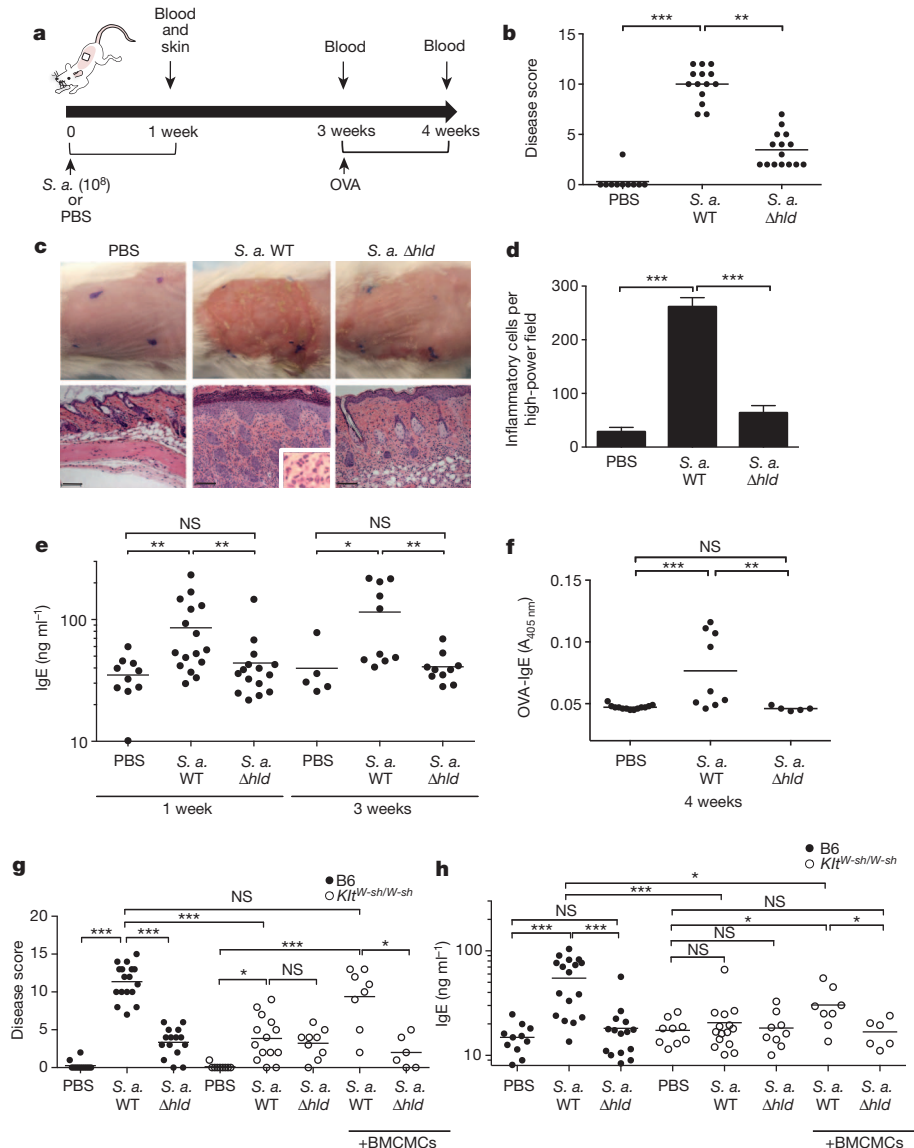 a
Blood
and
skin
Blood
Blood
0
1 week
3 weeks
4 weeks
S. a. (10⁸)
or
PBS
OVA
b
***
**
Disease score
10
5
0
PBS
S. a.
WT
S. a.
Δhld
c
PBS
S. a. WT
S. a. Δhld
d
***
***
Inflammatory cells per
high-power field
300
200
100
0
PBS
S. a.
WT
S. a.
Δhld
e
NS
NS
**
**
*
**
IgE (ng ml⁻¹)
100
10
PBS
S. a.
WT
S. a.
Δhld
PBS
S. a.
WT
S. a.
Δhld
1 week
3 weeks
f
NS
***
**
OVA-IgE (A405 nm)
0.15
0.10
0.05
PBS
S. a.
WT
S. a.
Δhld
4 weeks
g
B6
KitW-sh/W-sh
NS
***
***
***
***
*
*
NS
Disease score
20
15
10
5
0
PBS
S. a.
WT
S. a.
Δhld
PBS
S. a.
WT
S. a.
Δhld
S. a.
WT
S. a.
Δhld
+BMCMCs
h
B6
KitW-sh/W-sh
*
***
NS
NS
***
***
*
*
NS
NS
IgE (ng ml⁻¹)
100
10
PBS
S. a.
WT
S. a.
Δhld
PBS
S. a.
WT
S. a.
Δhld
S. a.
WT
S. a.
Δhld
+BMCMCs